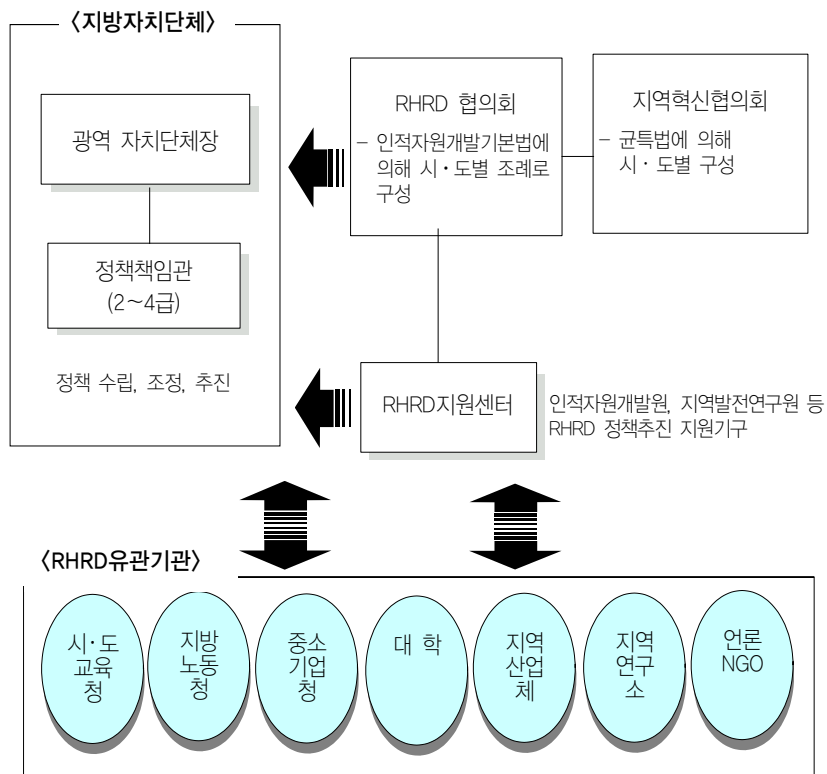 〈지방자치단체〉
광역 자치단체장
정책책임관
(2～4급)
정책 수립, 조정, 추진
RHRD 협의회
- 인적자원개발기본법에
의해 시·도별 조례로
구성
지역혁신협의회
- 균특법에 의해
시·도별 구성
RHRD지원센터
인적자원개발원, 지역발전연구원 등
RHRD 정책추진 지원기구
〈RHRD유관기관〉
시·도
교육
청
지방
노동
청
중소
기업
청
대 학
지역
산업
체
지역
연구
소
언론
NGO